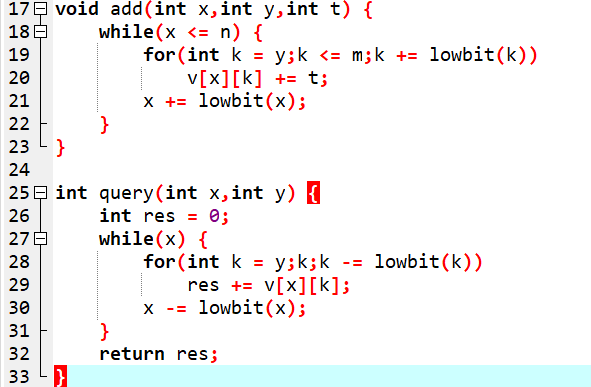 17 void add(int x,int y,int t) {
18     while(x <= n) {
19         for(int k = y;k <= m;k += lowbit(k))
20             v[x][k] += t;
21         x += lowbit(x);
22     }
23 }
24
25 int query(int x,int y) {
26     int res = 0;
27     while(x) {
28         for(int k = y;k;k -= lowbit(k))
29             res += v[x][k];
30         x -= lowbit(x);
31     }
32     return res;
33 }